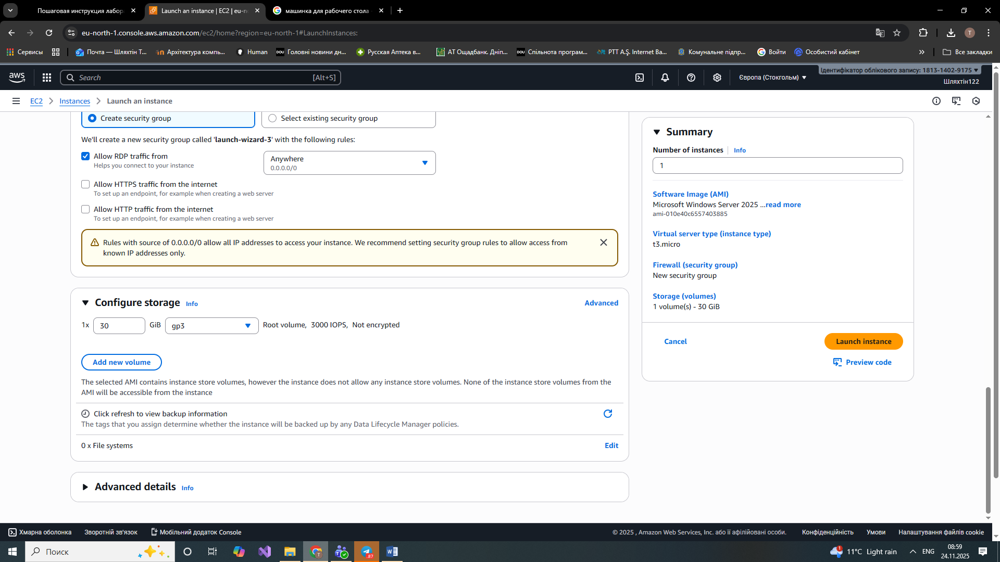 Пошаговая инструкция лабор
Launch an instance | EC2 | eu-n
машинка для рабочего стола
eu-north-1.console.aws.amazon.com/ec2/home?region=eu-north-1#LaunchInstances:
T
Сервисы
Почта — Шляхтін Т...
Архітектура компь...
Human
DOU Головні новини дн...
Русская Аптека в...
АТ Ощадбанк. Дніп...
DOU Спільнота програм...
PTT A.Ş. Internet Ba...
Комунальне підпр...
Войти
Особистий кабінет
Все закладки
aws
Search
[Alt+S]
Європа (Стокгольм)
Ідентифікатор облікового запису: 1813-1402-9175
Шляхтін122
EC2
Instances
Launch an instance
Create security group
Select existing security group
We'll create a new security group called 'launch-wizard-3' with the following rules:
Allow RDP traffic from
Helps you connect to your instance
Anywhere
0.0.0.0/0
Allow HTTPS traffic from the internet
To set up an endpoint, for example when creating a web server
Allow HTTP traffic from the internet
To set up an endpoint, for example when creating a web server
Rules with source of 0.0.0.0/0 allow all IP addresses to access your instance. We recommend setting security group rules to allow access from
known IP addresses only.
Configure storage
Info
Advanced
1x
30
GiB
gp3
Root volume, 3000 IOPS, Not encrypted
Add new volume
The selected AMI contains instance store volumes, however the instance does not allow any instance store volumes. None of the instance store volumes from the
AMI will be accessible from the instance
Click refresh to view backup information
The tags that you assign determine whether the instance will be backed up by any Data Lifecycle Manager policies.
0 x File systems
Edit
Advanced details
Info
Summary
Number of instances
Info
1
Software Image (AMI)
Microsoft Windows Server 2025 ...read more
ami-010e40c6557403885
Virtual server type (instance type)
t3.micro
Firewall (security group)
New security group
Storage (volumes)
1 volume(s) - 30 GiB
Cancel
Launch instance
Preview code
Хмарна оболонка
Зворотній зв'язок
Мобільний додаток Console
© 2025 , Amazon Web Services, Inc. або її афілійовані особи.
Конфіденційність
Умови
Налаштування файлів cookie
Поиск
.87
1
11°C Light rain
ENG
08:59
24.11.2025